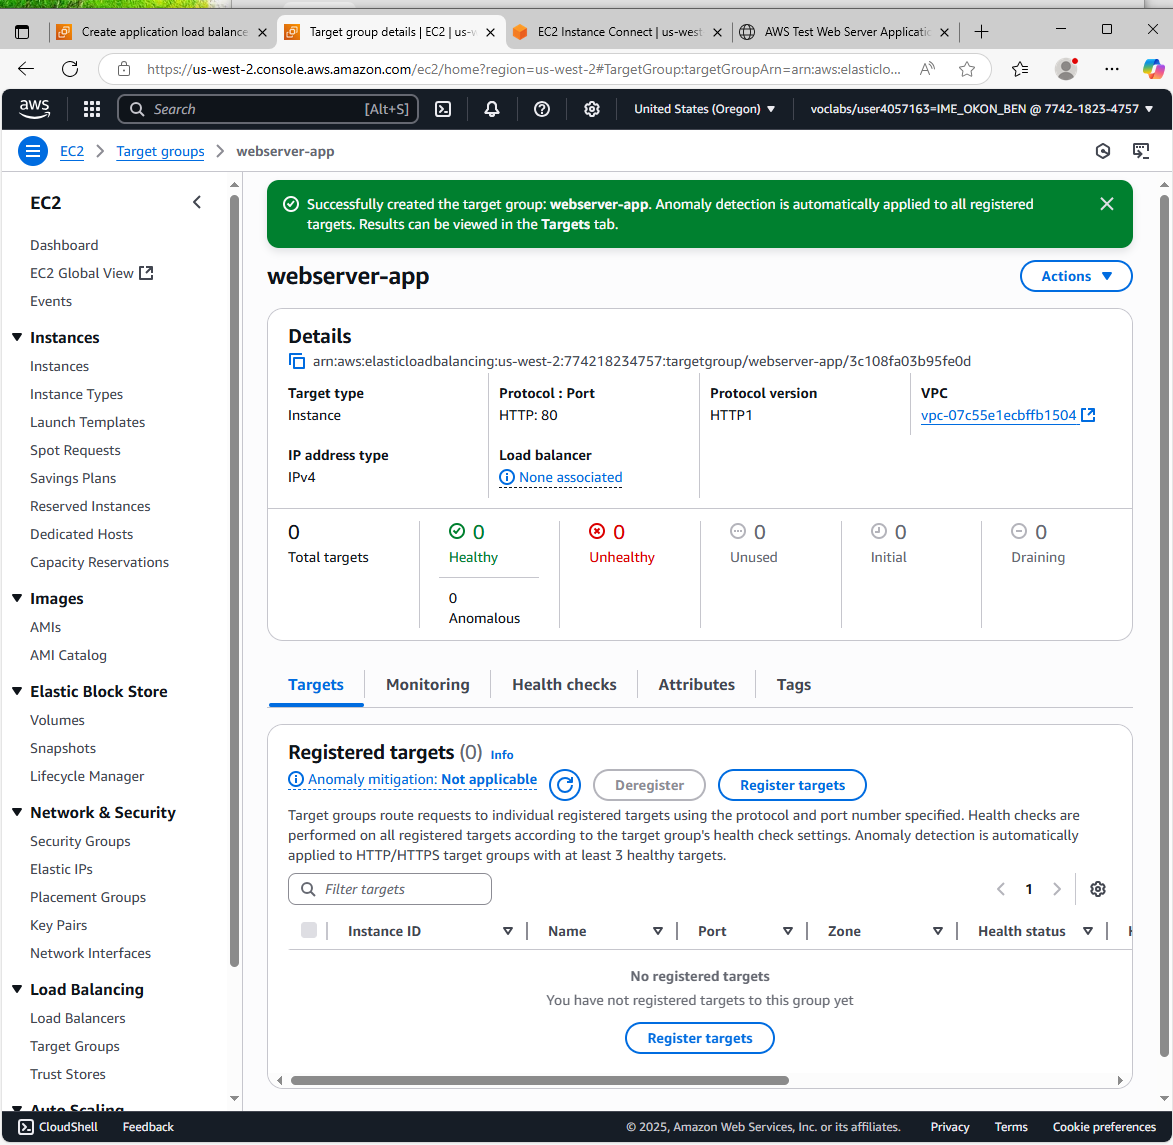 Create application load balance
Target group details | EC2 | us-w
EC2 Instance Connect | us-west
AWS Test Web Server Applicatic
https://us-west-2.console.aws.amazon.com/ec2/home?region=us-west-2#TargetGroup:targetGroupArn=arn:aws:elasticlo...
aws
Search
[Alt+S]
United States (Oregon)
voclabs/user4057163=IME_OKON_BEN @ 7742-1823-4757
EC2
Target groups
webserver-app
EC2
Dashboard
EC2 Global View
Events
Instances
Instances
Instance Types
Launch Templates
Spot Requests
Savings Plans
Reserved Instances
Dedicated Hosts
Capacity Reservations
Images
AMIs
AMI Catalog
Elastic Block Store
Volumes
Snapshots
Lifecycle Manager
Network & Security
Security Groups
Elastic IPs
Placement Groups
Key Pairs
Network Interfaces
Load Balancing
Load Balancers
Target Groups
Trust Stores
Auto Scaling
Successfully created the target group: webserver-app. Anomaly detection is automatically applied to all registered
targets. Results can be viewed in the Targets tab.
webserver-app
Actions
Details
arn:aws:elasticloadbalancing:us-west-2:774218234757:targetgroup/webserver-app/3c108fa03b95fe0d
Target type
Instance
Protocol : Port
HTTP: 80
Protocol version
HTTP1
VPC
vpc-07c55e1ecbffb1504
IP address type
IPv4
Load balancer
None associated
0
Total targets
0
Healthy
0
Anomalous
0
Unhealthy
0
Unused
0
Initial
0
Draining
Targets
Monitoring
Health checks
Attributes
Tags
Registered targets (0) Info
Anomaly mitigation: Not applicable
Deregister
Register targets
Target groups route requests to individual registered targets using the protocol and port number specified. Health checks are
performed on all registered targets according to the target group's health check settings. Anomaly detection is automatically
applied to HTTP/HTTPS target groups with at least 3 healthy targets.
Filter targets
1
Instance ID
Name
Port
Zone
Health status
No registered targets
You have not registered targets to this group yet
Register targets
CloudShell
Feedback
© 2025, Amazon Web Services, Inc. or its affiliates.
Privacy
Terms
Cookie preferences